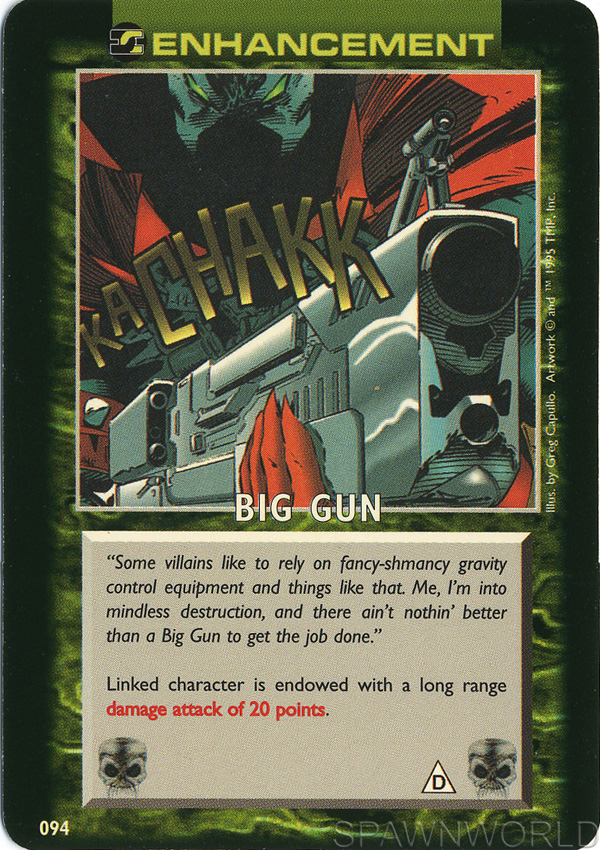 ENHANCEMENT
KACHAKK
Illus. by Greg Capullo. Artwork © and ™ 1995 TMP, Inc.
BIG GUN
“Some villains like to rely on fancy-shmancy gravity
control equipment and things like that. Me, I’m into
mindless destruction, and there ain’t nothin’ better
than a Big Gun to get the job done.”
Linked character is endowed with a long range
damage attack of 20 points.
D
094
SPAWNWORLD